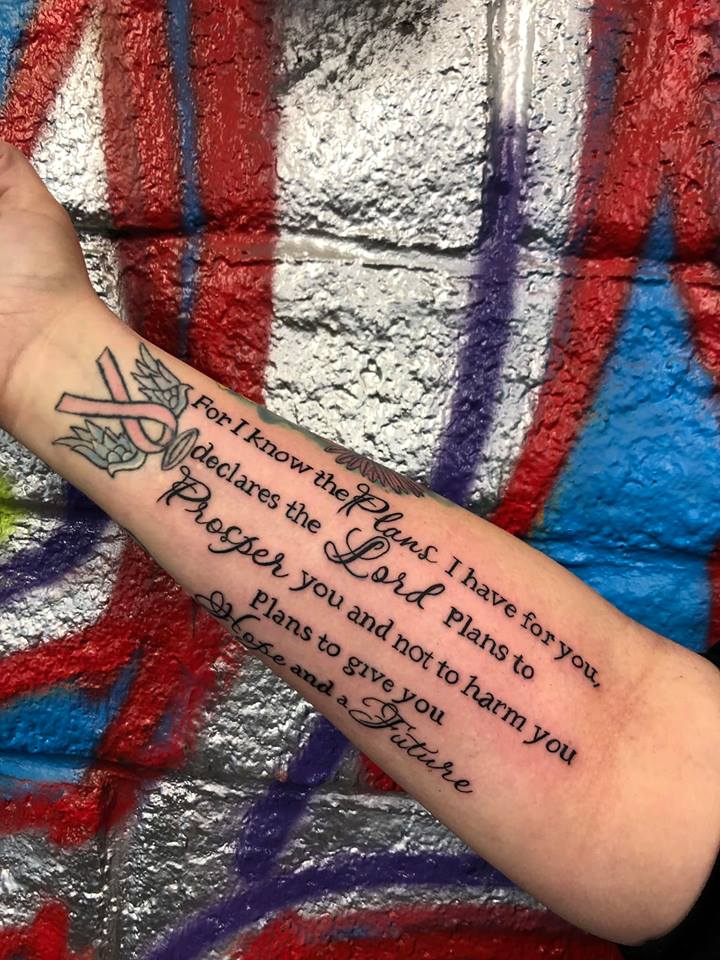 For I know the Plans I have for you,
declares the Lord Plans to
Prosper you and not to harm you
Plans to give you
Hope and a Future